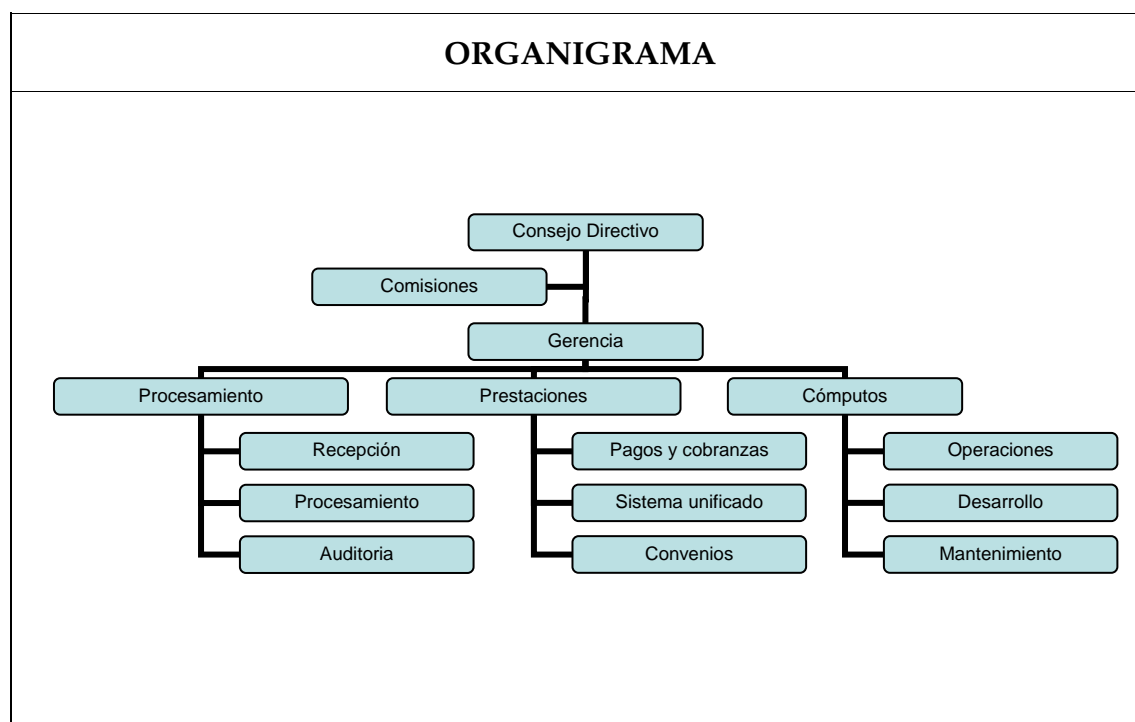 ORGANIGRAMA
Consejo Directivo
Comisiones
Gerencia
Procesamiento
Prestaciones
Cómputos
Recepción
Pagos y cobranzas
Operaciones
Procesamiento
Sistema unificado
Desarrollo
Auditoria
Convenios
Mantenimiento